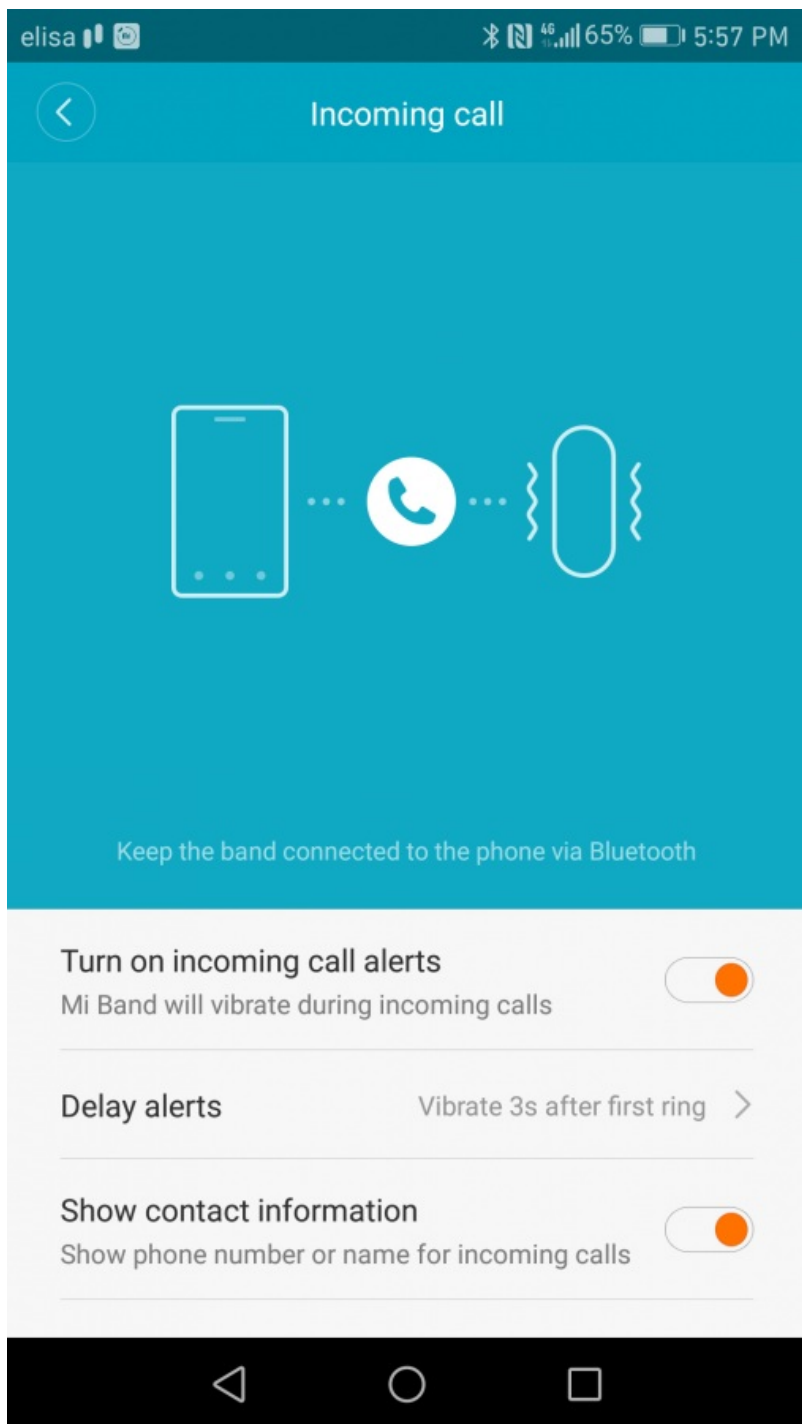 elisa 4G 65% 5:57 PM
Incoming call
Keep the band connected to the phone via Bluetooth
Turn on incoming call alerts
Mi Band will vibrate during incoming calls
Delay alerts Vibrate 3s after first ring
Show contact information
Show phone number or name for incoming calls